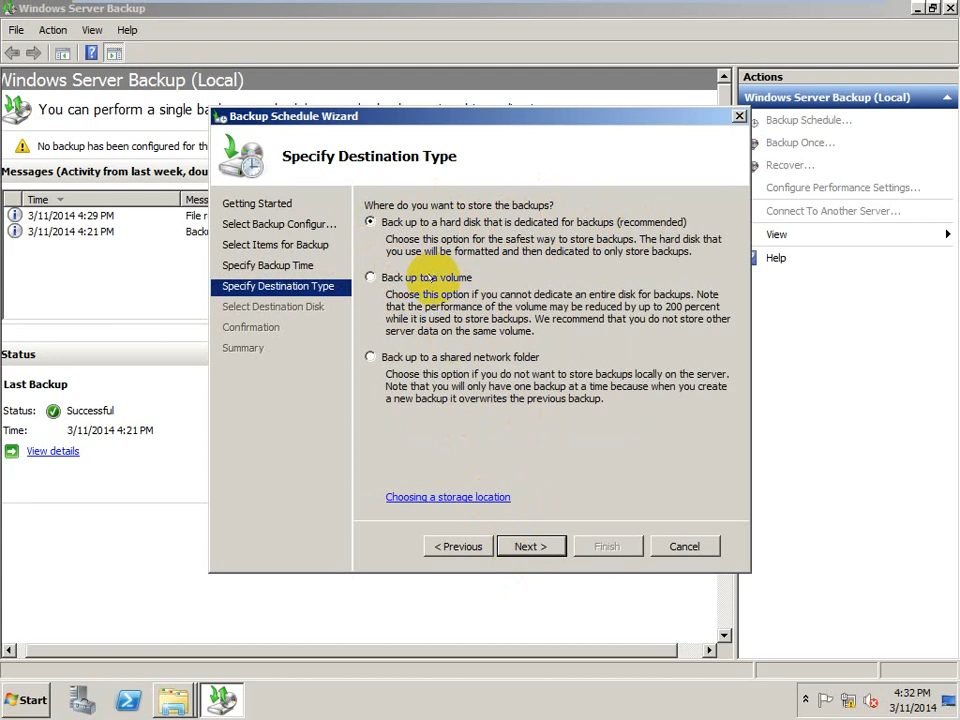 Windows Server Backup
File Action View Help
Windows Server Backup (Local)
You can perform a single ba
No backup has been configured for th
Messages (Activity from last week, dou
Time Mess
3/11/2014 4:29 PM File r
3/11/2014 4:21 PM Back
Status
Last Backup
Status: Successful
Time: 3/11/2014 4:21 PM
View details
Backup Schedule Wizard
Specify Destination Type
Getting Started
Select Backup Configur...
Select Items for Backup
Specify Backup Time
Specify Destination Type
Select Destination Disk
Confirmation
Summary
Where do you want to store the backups?
Back up to a hard disk that is dedicated for backups (recommended)
Choose this option for the safest way to store backups. The hard disk that
you use will be formatted and then dedicated to only store backups.
Back up to a volume
Choose this option if you cannot dedicate an entire disk for backups. Note
that the performance of the volume may be reduced by up to 200 percent
while it is used to store backups. We recommend that you do not store other
server data on the same volume.
Back up to a shared network folder
Choose this option if you do not want to store backups locally on the server.
Note that you will only have one backup at a time because when you create
a new backup it overwrites the previous backup.
Choosing a storage location
< Previous Next > Finish Cancel
Actions
Windows Server Backup (Local)
Backup Schedule...
Backup Once...
Recover...
Configure Performance Settings...
Connect To Another Server...
View
Help
Start
4:32 PM
3/11/2014